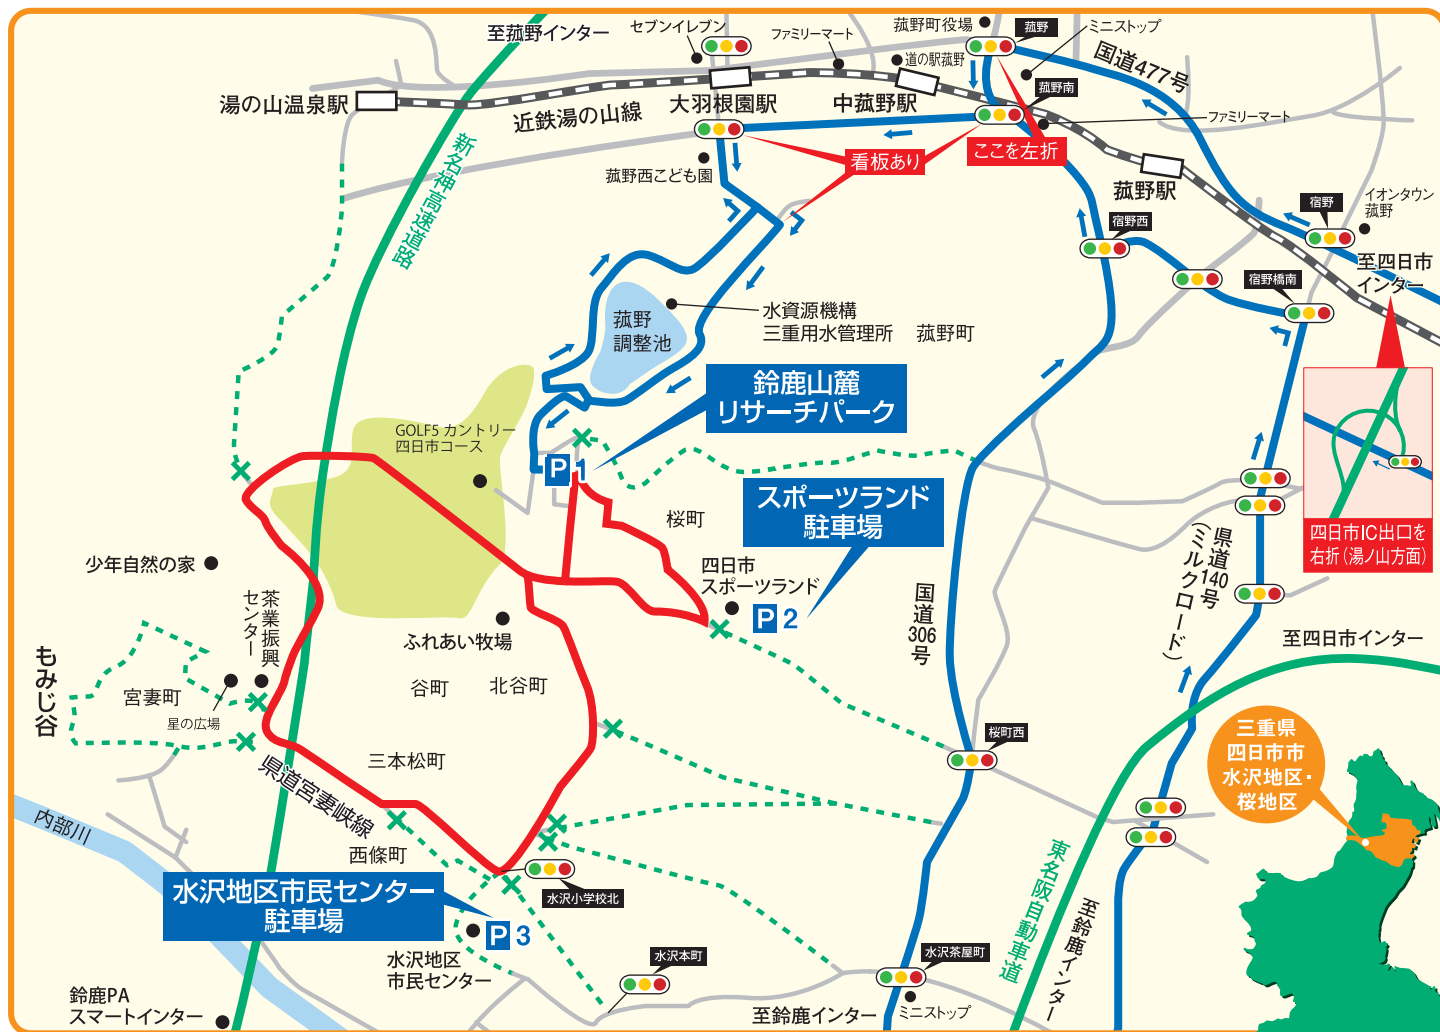 至菰野インター
セブンイレブン
ファミリーマート
菰野町役場
菰野
ミニストップ
国道477号
道の駅菰野
菰野南
湯の山温泉駅
近鉄湯の山線
大羽根園駅
中菰野駅
ファミリーマート
ここを左折
看板あり
菰野駅
菰野西こども園
新名神高速道路
宿野西
宿野
イオンタウン
菰野
至四日市
インター
宿野橋南
菰野
調整池
水資源機構
三重用水管理所
菰野町
鈴鹿山麓
リサーチパーク
GOLF5 カントリー
四日市コース
P 1
スポーツランド
駐車場
桜町
四日市
スポーツランド
P 2
四日市IC出口を
右折(湯ノ山方面)
県道140号
(ミルクロード)
国道
306
号
少年自然の家
茶業振興
センター
ふれあい牧場
もみじ谷
宮妻町
星の広場
谷町
北谷町
三本松町
県道宮妻峡線
至四日市インター
桜町西
三重県
四日市市
水沢地区・
桜地区
内部川
西條町
水沢地区市民センター
駐車場
水沢小学校北
P 3
水沢地区
市民センター
水沢本町
水沢茶屋町
東名阪自動車道
至鈴鹿インター
鈴鹿PA
スマートインター
至鈴鹿インター
ミニストップ